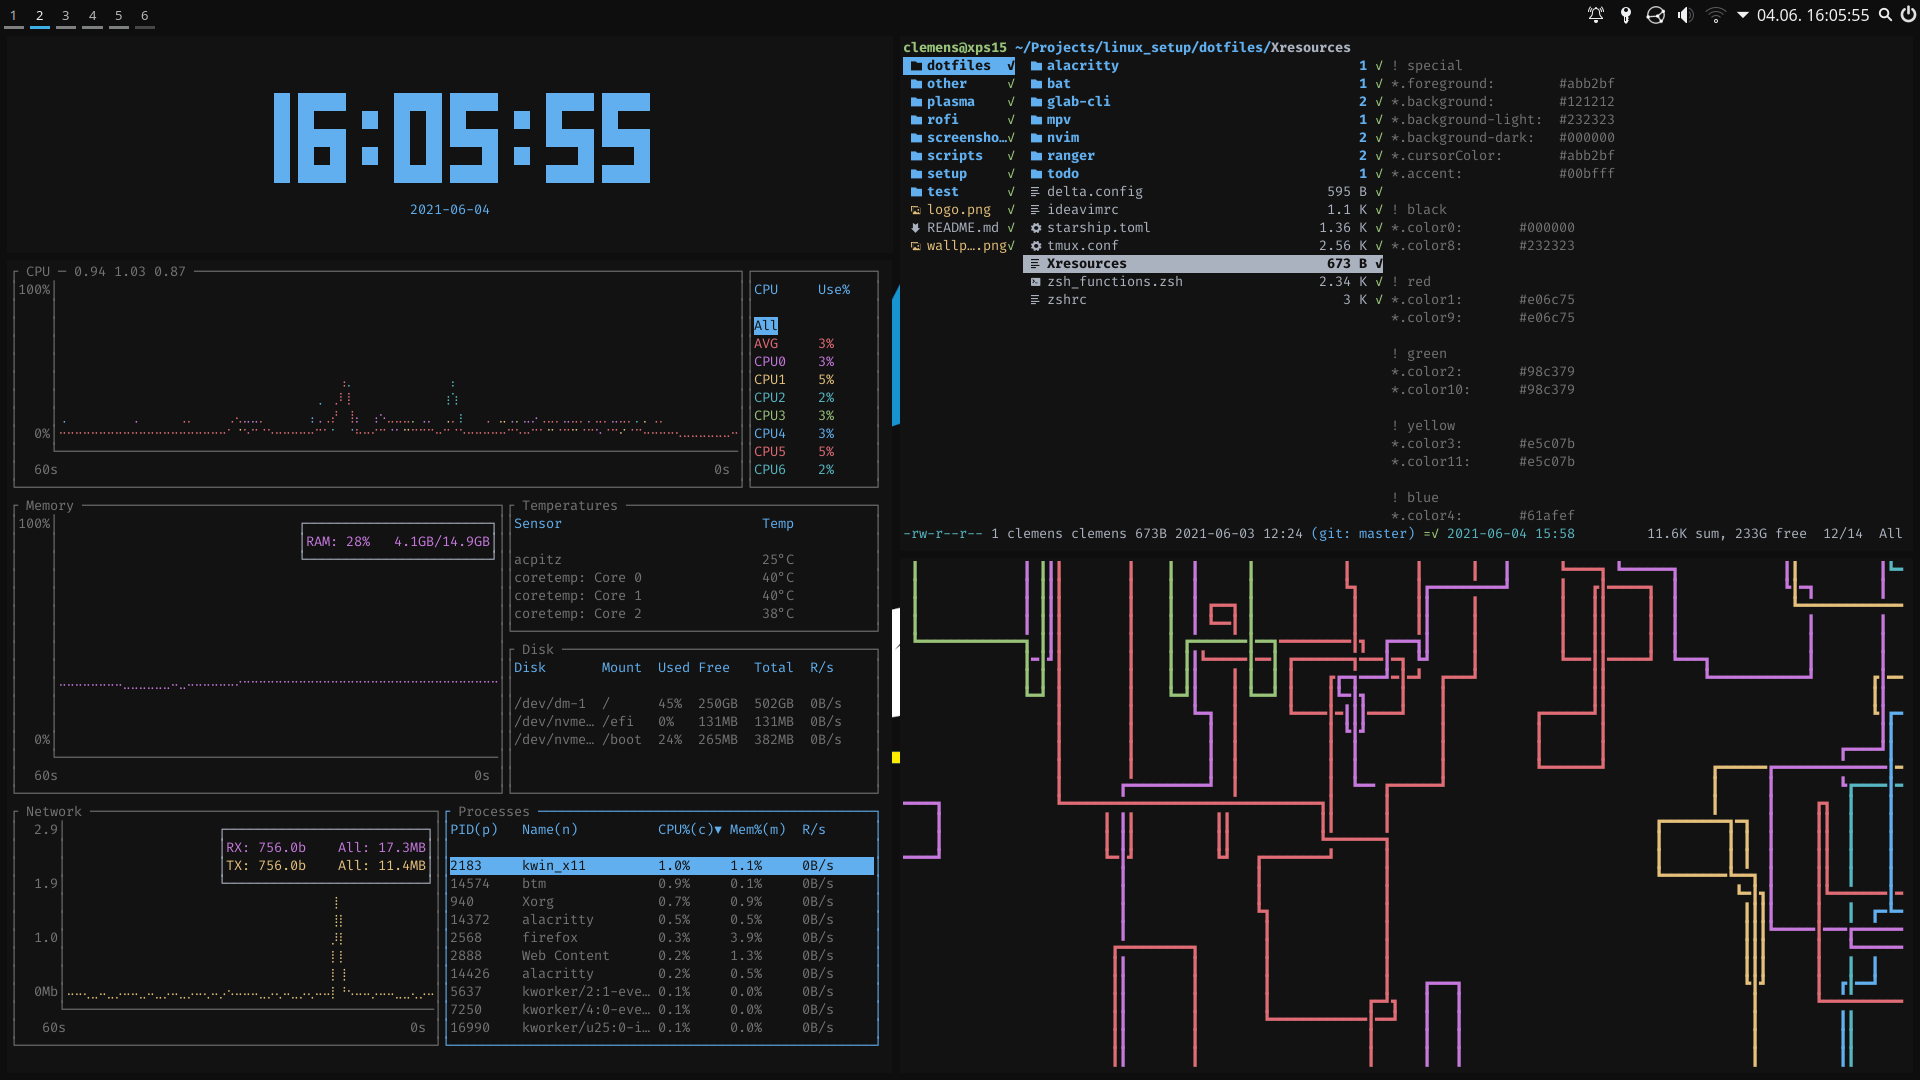 1 2 3 4 5 6
04.06. 16:05:55
16:05:55
2021-06-04
CPU — 0.94 1.03 0.87
100%
0%
60s 0s
CPU Use%
All
AVG 3%
CPU0 3%
CPU1 5%
CPU2 2%
CPU3 3%
CPU4 3%
CPU5 5%
CPU6 2%
Memory
100%
RAM: 28% 4.1GB/14.9GB
0%
60s 0s
Temperatures
Sensor Temp
acpitz 25°C
coretemp: Core 0 40°C
coretemp: Core 1 40°C
coretemp: Core 2 38°C
Disk
Disk Mount Used Free Total R/s
/dev/dm-1 / 45% 250GB 502GB 0B/s
/dev/nvme… /efi 0% 131MB 131MB 0B/s
/dev/nvme… /boot 24% 265MB 382MB 0B/s
Network
2.9
RX: 756.0b All: 17.3MB
TX: 756.0b All: 11.4MB
1.9
1.0
0Mb
60s 0s
Processes
PID(p) Name(n) CPU%(c)▼ Mem%(m) R/s
2183 kwin_x11 1.0% 1.1% 0B/s
14574 btm 0.9% 0.1% 0B/s
940 Xorg 0.7% 0.9% 0B/s
14372 alacritty 0.5% 0.5% 0B/s
2568 firefox 0.3% 3.9% 0B/s
2888 Web Content 0.2% 1.3% 0B/s
14426 alacritty 0.2% 0.5% 0B/s
5637 kworker/2:1-eve… 0.1% 0.0% 0B/s
7250 kworker/4:0-eve… 0.1% 0.0% 0B/s
16990 kworker/u25:0-i… 0.1% 0.0% 0B/s
clemens@xps15 ~/Projects/linux_setup/dotfiles/Xresources
dotfiles √
other √
plasma √
rofi √
screensho…√
scripts √
setup √
test √
logo.png √
README.md √
wallp….png√
alacritty 1 √
bat 1 √
glab-cli 2 √
mpv 1 √
nvim 2 √
ranger 2 √
todo 1 √
delta.config 595 B √
ideavimrc 1.1 K √
starship.toml 1.36 K √
tmux.conf 2.56 K √
Xresources 673 B √
zsh_functions.zsh 2.34 K √
zshrc 3 K √
! special
*.foreground: #abb2bf
*.background: #121212
*.background-light: #232323
*.background-dark: #000000
*.cursorColor: #abb2bf
*.accent: #00bfff
! black
*.color0: #000000
*.color8: #232323
! red
*.color1: #e06c75
*.color9: #e06c75
! green
*.color2: #98c379
*.color10: #98c379
! yellow
*.color3: #e5c07b
*.color11: #e5c07b
! blue
*.color4: #61afef
-rw-r--r-- 1 clemens clemens 673B 2021-06-03 12:24 (git: master) =√ 2021-06-04 15:58 11.6K sum, 233G free 12/14 All